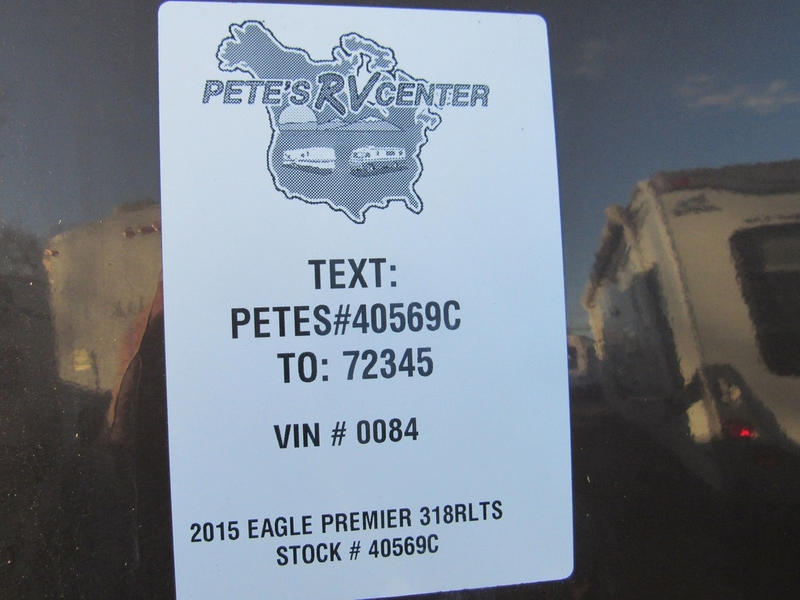 PETE'S RV CENTER
TEXT:
PETES#40569C
TO: 72345
VIN # 0084
2015 EAGLE PREMIER 318RLTS
STOCK # 40569C